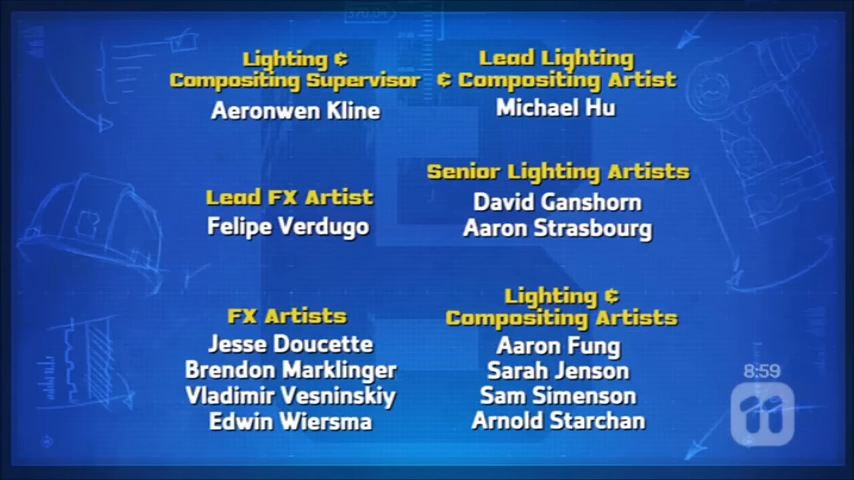 Lighting &
Compositing Supervisor
Aeronwen Kline
Lead Lighting
& Compositing Artist
Michael Hu
Lead FX Artist
Felipe Verdugo
Senior Lighting Artists
David Ganshorn
Aaron Strasbourg
FX Artists
Jesse Doucette
Brendon Marklinger
Vladimir Vesninskiy
Edwin Wiersma
Lighting &
Compositing Artists
Aaron Fung
Sarah Jenson
Sam Simenson
Arnold Starchan
8:59
11